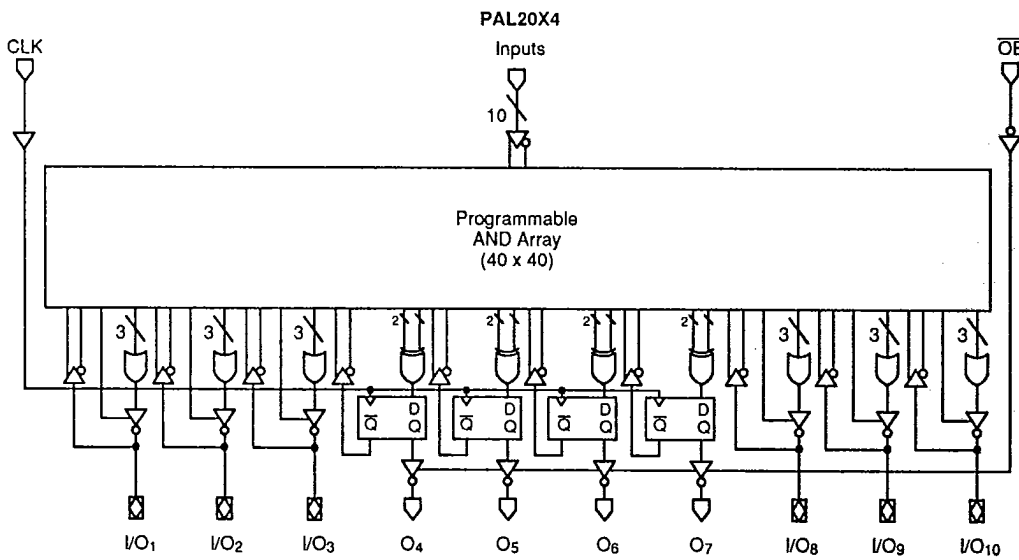 PAL20X4
CLK
Inputs
OE
10
Programmable
AND Array
(40 x 40)
3 3 3 2 2 2 2 3 3 3
Q D Q D Q D Q D
Q Q Q Q
I/O1 I/O2 I/O3 O4 O5 O6 O7 I/O8 I/O9 I/O10